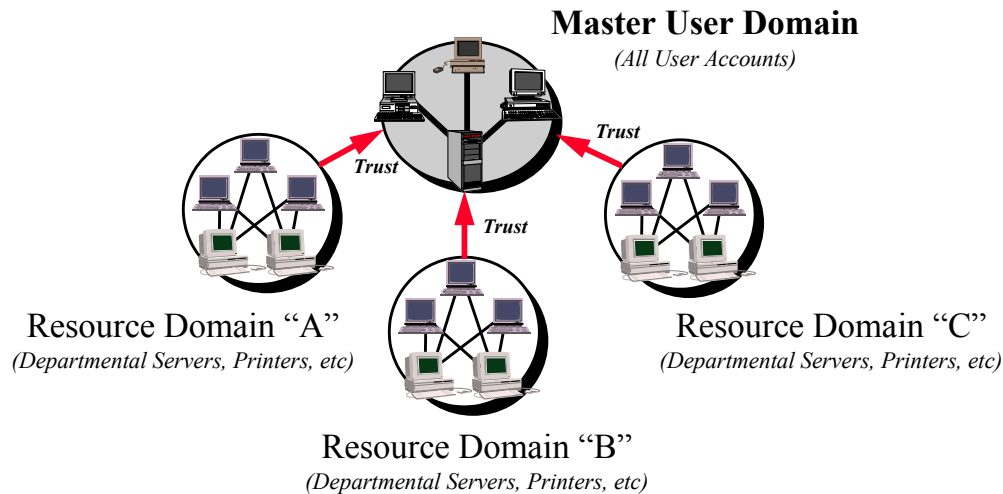 Master User Domain
(All User Accounts)
Trust
Trust
Trust
Resource Domain “A”
(Departmental Servers, Printers, etc)
Resource Domain “C”
(Departmental Servers, Printers, etc)
Resource Domain “B”
(Departmental Servers, Printers, etc)